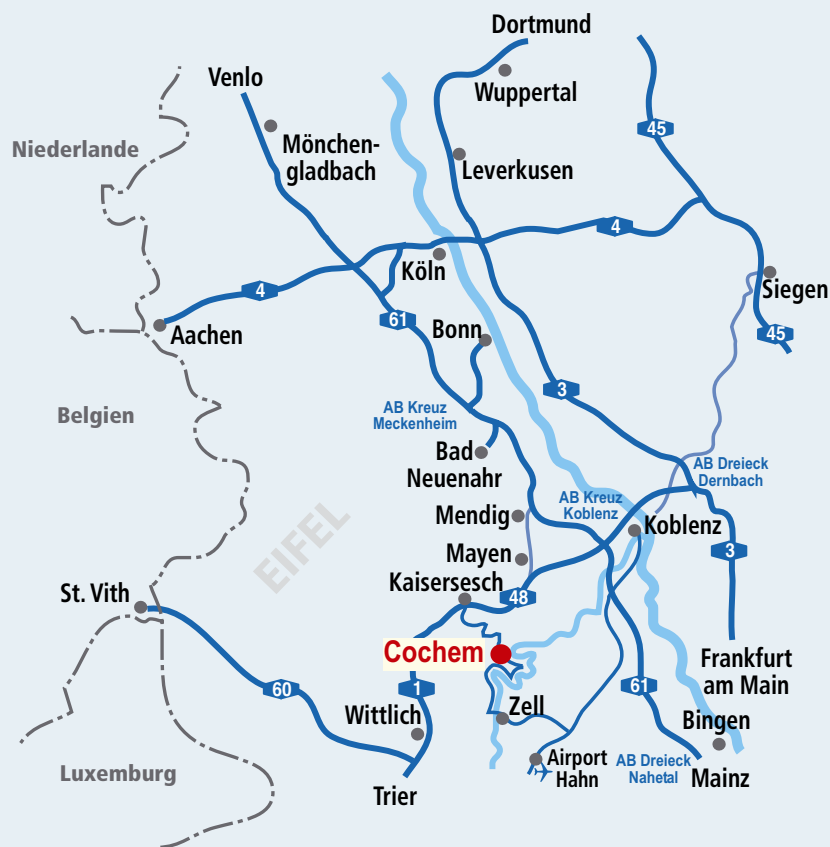 Dortmund
Venlo
Wuppertal
45
Niederlande
Mönchen-
gladbach
Leverkusen
4
Köln
4
Siegen
61
Aachen
Bonn
45
3
Belgien
AB Kreuz
Meckenheim
Bad
Neuenahr
AB Dreieck
Dernbach
AB Kreuz
Koblenz
EIFEL
Mendig
Koblenz
Mayen
3
Kaisersesch
St. Vith
48
Cochem
Frankfurt
am Main
60
1
61
Wittlich
Zell
Bingen
Luxemburg
Airport
Hahn
AB Dreieck
Nahetal
Mainz
Trier